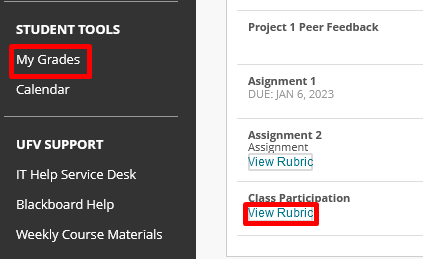 STUDENT TOOLS
My Grades
Calendar
UFV SUPPORT
IT Help Service Desk
Blackboard Help
Weekly Course Materials
Project 1 Peer Feedback
Asignment 1
DUE: JAN 6, 2023
Assignment 2
Assignment
View Rubric
Class Participation
View Rubric